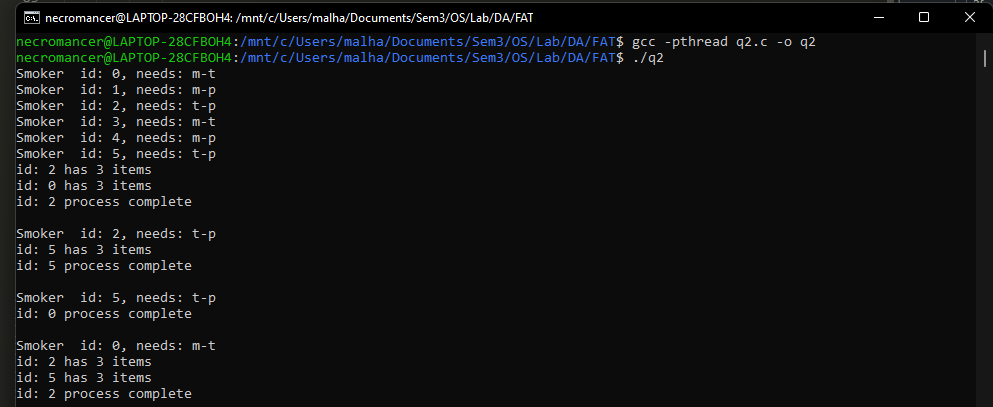 necromancer@LAPTOP-28CFBOH4: /mnt/c/Users/malha/Documents/Sem3/OS/Lab/DA/FAT
necromancer@LAPTOP-28CFBOH4:/mnt/c/Users/malha/Documents/Sem3/OS/Lab/DA/FAT$ gcc -pthread q2.c -o q2
necromancer@LAPTOP-28CFBOH4:/mnt/c/Users/malha/Documents/Sem3/OS/Lab/DA/FAT$ ./q2
Smoker  id: 0, needs: m-t
Smoker  id: 1, needs: m-p
Smoker  id: 2, needs: t-p
Smoker  id: 3, needs: m-t
Smoker  id: 4, needs: m-p
Smoker  id: 5, needs: t-p
id: 2 has 3 items
id: 0 has 3 items
id: 2 process complete
Smoker  id: 2, needs: t-p
id: 5 has 3 items
id: 5 process complete
Smoker  id: 5, needs: t-p
id: 0 process complete
Smoker  id: 0, needs: m-t
id: 2 has 3 items
id: 5 has 3 items
id: 2 process complete